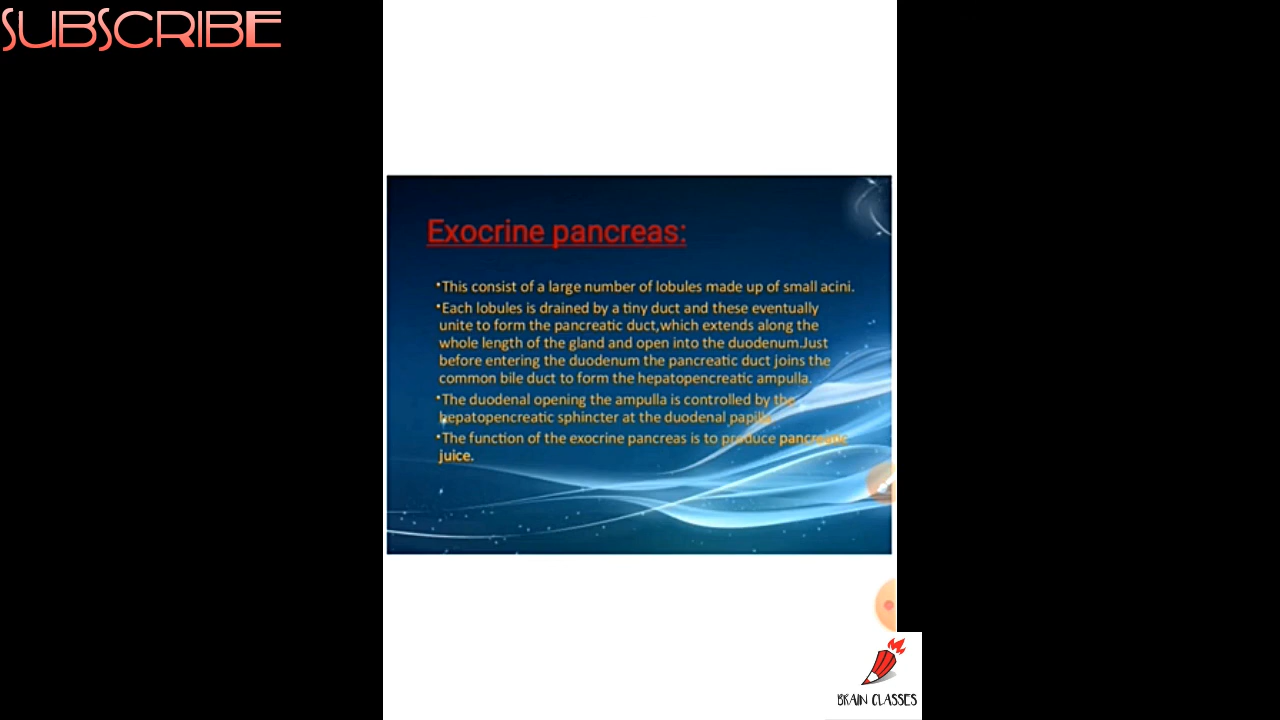 SUBSCRIBE
Exocrine pancreas:
•This consist of a large number of lobules made up of small acini.
•Each lobules is drained by a tiny duct and these eventually
unite to form the pancreatic duct,which extends along the
whole length of the gland and open into the duodenum.Just
before entering the duodenum the pancreatic duct joins the
common bile duct to form the hepatopencreatic ampulla.
•The duodenal opening the ampulla is controlled by the
hepatopencreatic sphincter at the duodenal papilla.
•The function of the exocrine pancreas is to produce pancreatic
juice.
BRAIN CLASSES